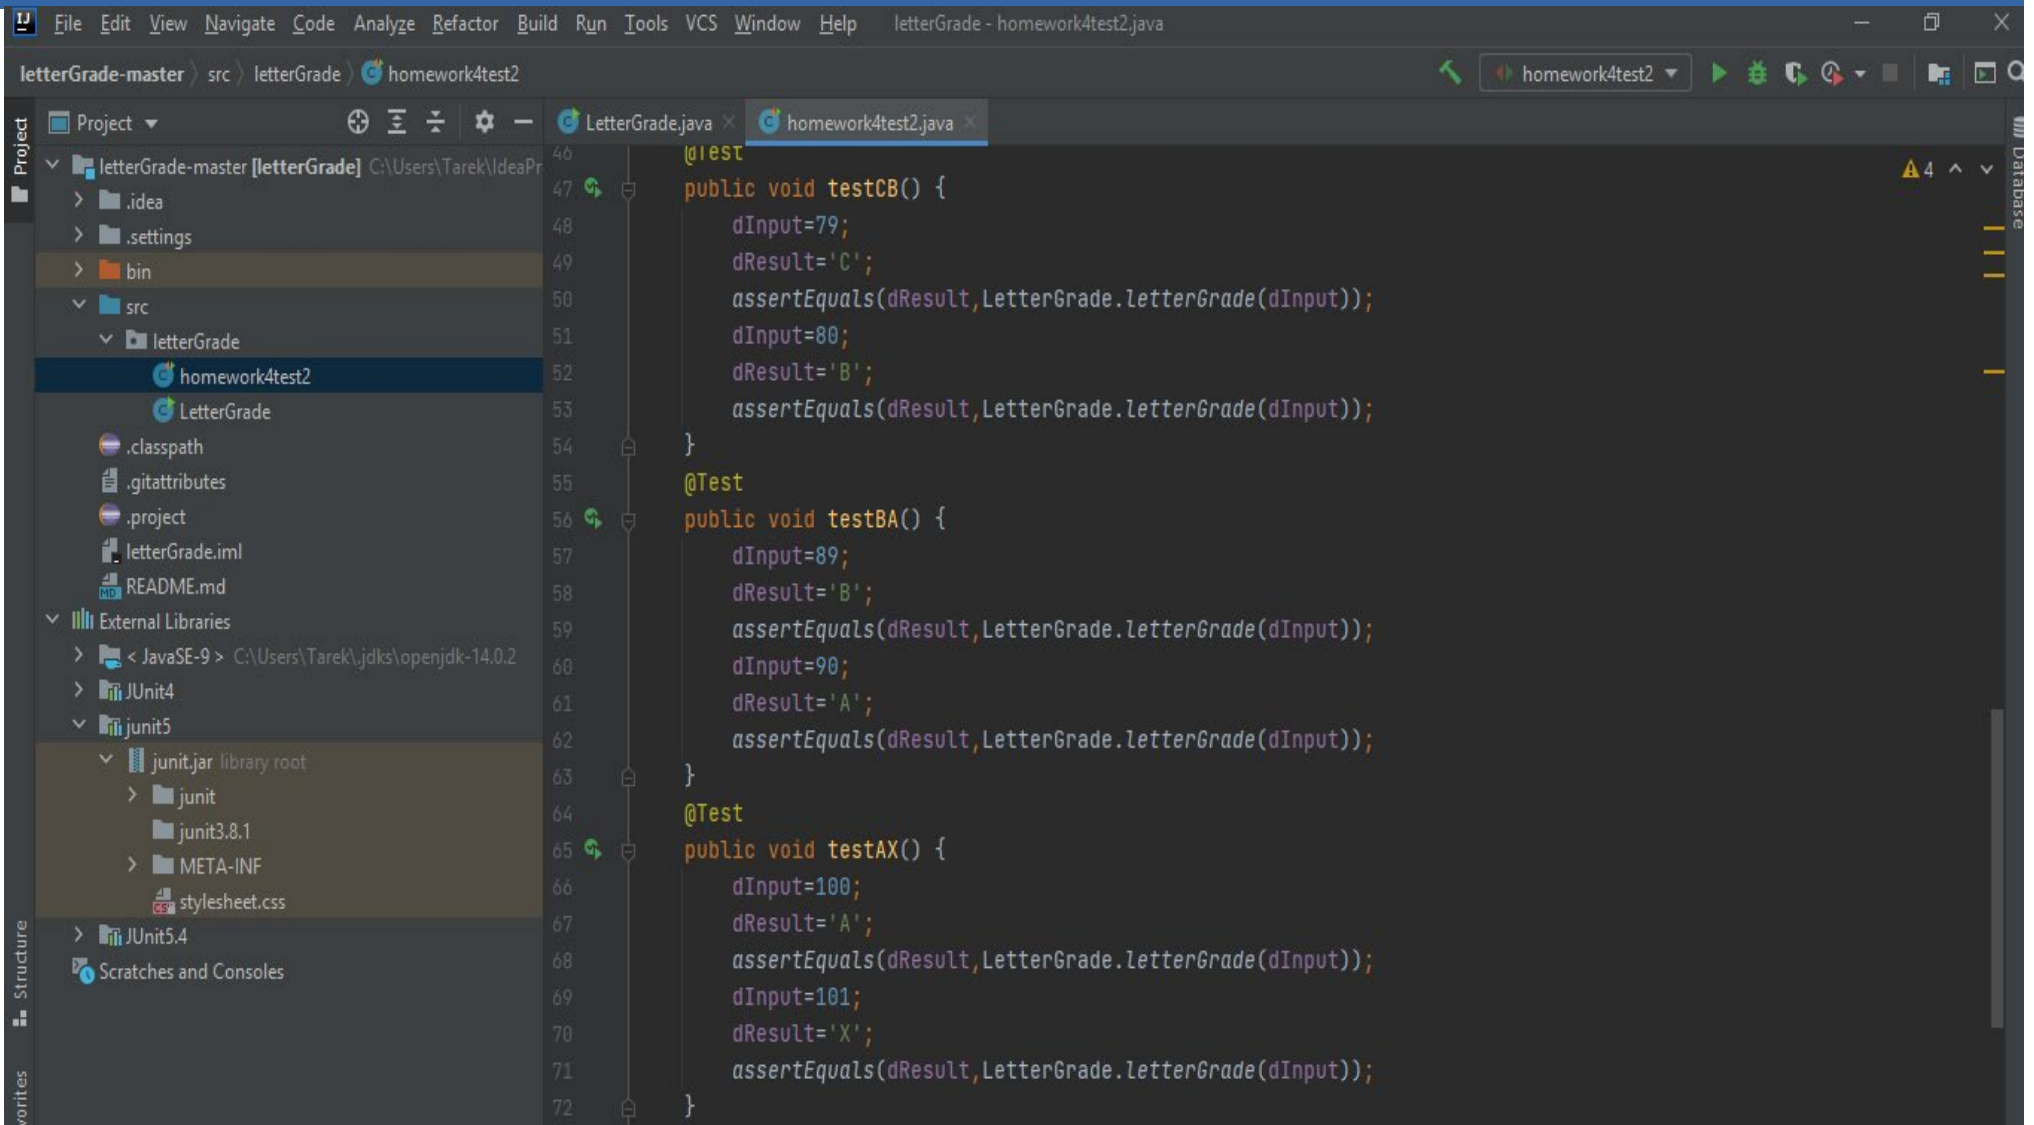 IJ File Edit View Navigate Code Analyze Refactor Build Run Tools VCS Window Help letterGrade - homework4test2.java
letterGrade-master src letterGrade homework4test2 homework4test2
Project
Project
LetterGrade.java homework4test2.java
letterGrade-master [letterGrade] C:\Users\Tarek\IdeaPr
.idea
.settings
bin
src
letterGrade
homework4test2
LetterGrade
.classpath
.gitattributes
.project
letterGrade.iml
README.md
External Libraries
< JavaSE-9 > C:\Users\Tarek\.jdks\openjdk-14.0.2
JUnit4
junit5
junit.jar library root
junit
junit3.8.1
META-INF
stylesheet.css
JUnit5.4
Scratches and Consoles
Structure
vorites
46 @Test
47 public void testCB() {
48 dInput=79;
49 dResult='C';
50 assertEquals(dResult,LetterGrade.letterGrade(dInput));
51 dInput=80;
52 dResult='B';
53 assertEquals(dResult,LetterGrade.letterGrade(dInput));
54 }
55 @Test
56 public void testBA() {
57 dInput=89;
58 dResult='B';
59 assertEquals(dResult,LetterGrade.letterGrade(dInput));
60 dInput=90;
61 dResult='A';
62 assertEquals(dResult,LetterGrade.letterGrade(dInput));
63 }
64 @Test
65 public void testAX() {
66 dInput=100;
67 dResult='A';
68 assertEquals(dResult,LetterGrade.letterGrade(dInput));
69 dInput=101;
70 dResult='X';
71 assertEquals(dResult,LetterGrade.letterGrade(dInput));
72 }
4
Database